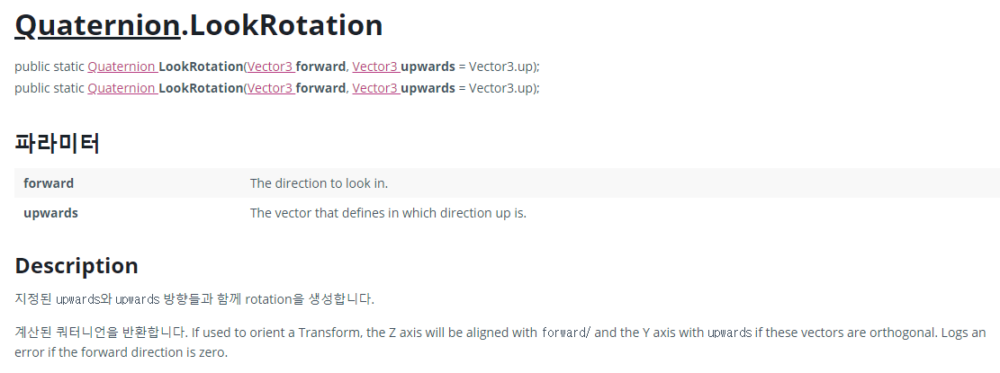 Quaternion.LookRotation
public static Quaternion LookRotation(Vector3 forward, Vector3 upwards = Vector3.up);
public static Quaternion LookRotation(Vector3 forward, Vector3 upwards = Vector3.up);
파라미터
forward The direction to look in.
upwards The vector that defines in which direction up is.
Description
지정된 upwards와 upwards 방향들과 함께 rotation을 생성합니다.
계산된 쿼터니언을 반환합니다. If used to orient a Transform, the Z axis will be aligned with forward/ and the Y axis with upwards if these vectors are orthogonal. Logs an
error if the forward direction is zero.